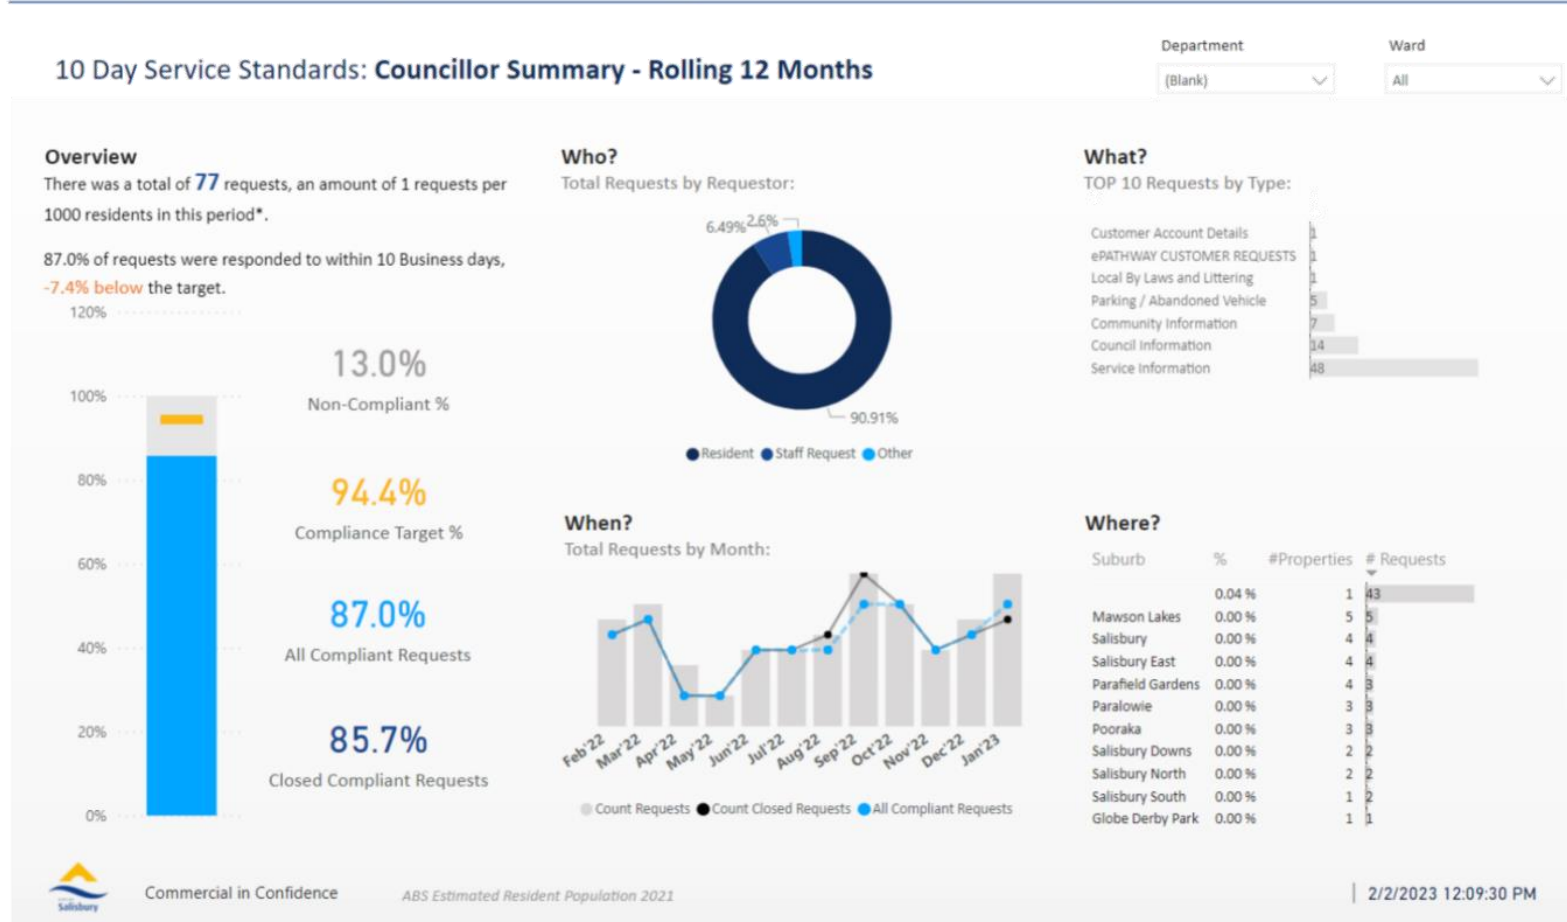 10 Day Service Standards: Councillor Summary - Rolling 12 Months
Department
(Blank)
Ward
All
Overview
There was a total of 77 requests, an amount of 1 requests per
1000 residents in this period*.
87.0% of requests were responded to within 10 Business days,
-7.4% below the target.
120%
100%
80%
60%
40%
20%
0%
13.0%
Non-Compliant %
94.4%
Compliance Target %
87.0%
All Compliant Requests
85.7%
Closed Compliant Requests
Who?
Total Requests by Requestor:
6.49%
2.6%
90.91%
Resident Staff Request Other
When?
Total Requests by Month:
Feb'22 Mar'22 Apr'22 May'22 Jun'22 Jul'22 Aug'22 Sep'22 Oct'22 Nov'22 Dec'22 Jan'23
Count Requests Count Closed Requests All Compliant Requests
What?
TOP 10 Requests by Type:
Customer Account Details 1
ePATHWAY CUSTOMER REQUESTS 1
Local By Laws and Littering 1
Parking / Abandoned Vehicle 5
Community Information 7
Council Information 14
Service Information 48
Where?
Suburb % #Properties # Requests
0.04 % 1 43
Mawson Lakes 0.00 % 5 5
Salisbury 0.00 % 4 4
Salisbury East 0.00 % 4 4
Parafield Gardens 0.00 % 4 3
Paralowie 0.00 % 3 3
Pooraka 0.00 % 3 3
Salisbury Downs 0.00 % 2 2
Salisbury North 0.00 % 2 2
Salisbury South 0.00 % 1 2
Globe Derby Park 0.00 % 1 1
Salisbury
Commercial in Confidence
ABS Estimated Resident Population 2021
2/2/2023 12:09:30 PM